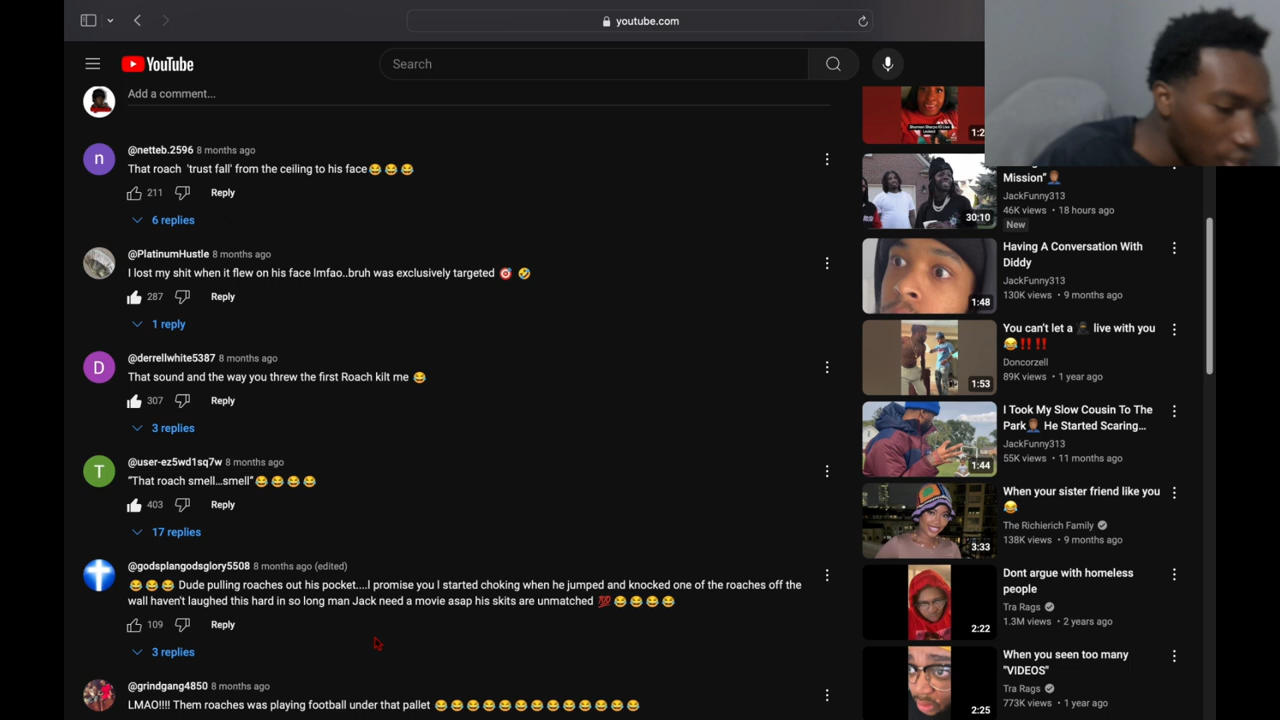 youtube.com
YouTube
Search
Add a comment...
@netteb.2596 8 months ago
That roach 'trust fall' from the ceiling to his face😂😂😂
211 Reply
6 replies
@PlatinumHustle 8 months ago
I lost my shit when it flew on his face lmfao..bruh was exclusively targeted 🎯 🤣
287 Reply
1 reply
@derrellwhite5387 8 months ago
That sound and the way you threw the first Roach kilt me 😂
307 Reply
3 replies
T
@user-ez5wd1sq7w 8 months ago
"That roach smell...smell"😂😂😂😂
403 Reply
17 replies
@godsplangodsglory5508 8 months ago (edited)
😂😂😂 Dude pulling roaches out his pocket....I promise you I started choking when he jumped and knocked one of the roaches off the
wall haven't laughed this hard in so long man Jack need a movie asap his skits are unmatched 💯😂😂😂😂
109 Reply
3 replies
@grindgang4850 8 months ago
LMAO!!!! Them roaches was playing football under that pallet 😂😂😂😂😂😂😂😂😂😂😂😂😂
n
D
1:2
Mission"🤦🏾‍♂️
JackFunny313
46K views • 18 hours ago
New
30:10
Having A Conversation With
Diddy
JackFunny313
130K views • 9 months ago
1:48
You can't let a 🥷🏿 live with you
😂‼️‼️
Doncorzell
89K views • 1 year ago
1:53
I Took My Slow Cousin To The
Park🤦🏾‍♂️ He Started Scaring...
JackFunny313
55K views • 11 months ago
1:44
When your sister friend like you
😂
The Richierich Family
138K views • 9 months ago
3:33
Dont argue with homeless
people
Tra Rags
1.3M views • 2 years ago
2:22
When you seen too many
"VIDEOS"
Tra Rags
773K views • 1 year ago
2:25